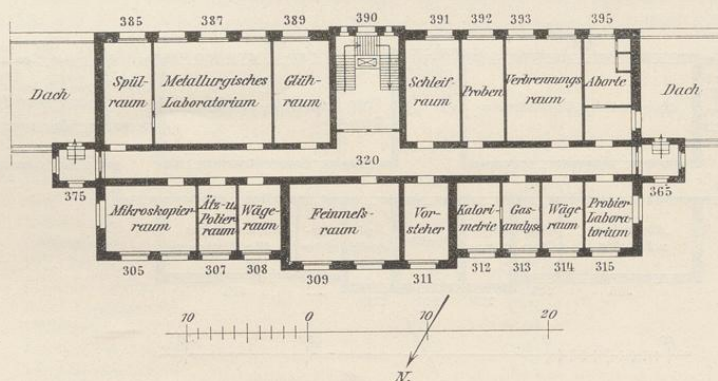 385 387 389 390 391 392 393 395
Dach
Spül-
raum
Metallurgisches
Laboratorium
Glüh-
raum
Schleif-
raum
Proben
Verbrennungs
raum
Aborte
Dach
320
375
365
Mikroskopier
raum
Ätz- u.
Polier
raum
Wäge-
raum
Feinmeſs-
raum
Vor-
steher
Kalori-
metrie
Gas-
analyse
Wäge
raum
Probier
Labora-
torium
305 307 308 309 311 312 313 314 315
10 0 10 20
N.